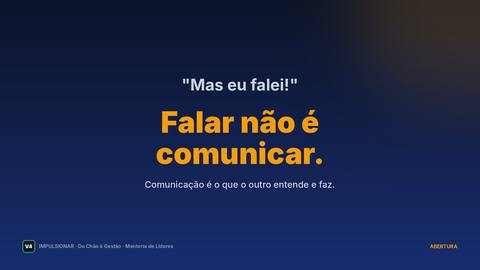 "Mas eu falei!"
Falar não é
comunicar.
Comunicação é o que o outro entende e faz.
V4 IMPULSIONAR · Do Chão à Gestão · Mentoria de Líderes
ABERTURA